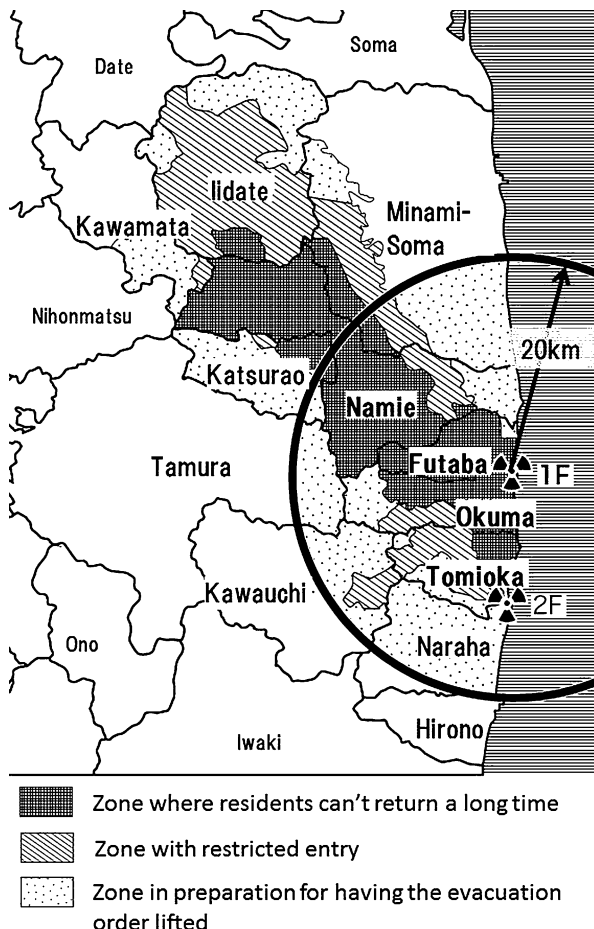 Soma
Date
Iidate
Minami-
Soma
Kawamata
Nihonmatsu
20km
Katsurao
Namie
Tamura
Futaba
1F
Okuma
Tomioka
Kawauchi
2F
Ono
Naraha
Hirono
Iwaki
Zone where residents can't return a long time
Zone with restricted entry
Zone in preparation for having the evacuation
order lifted